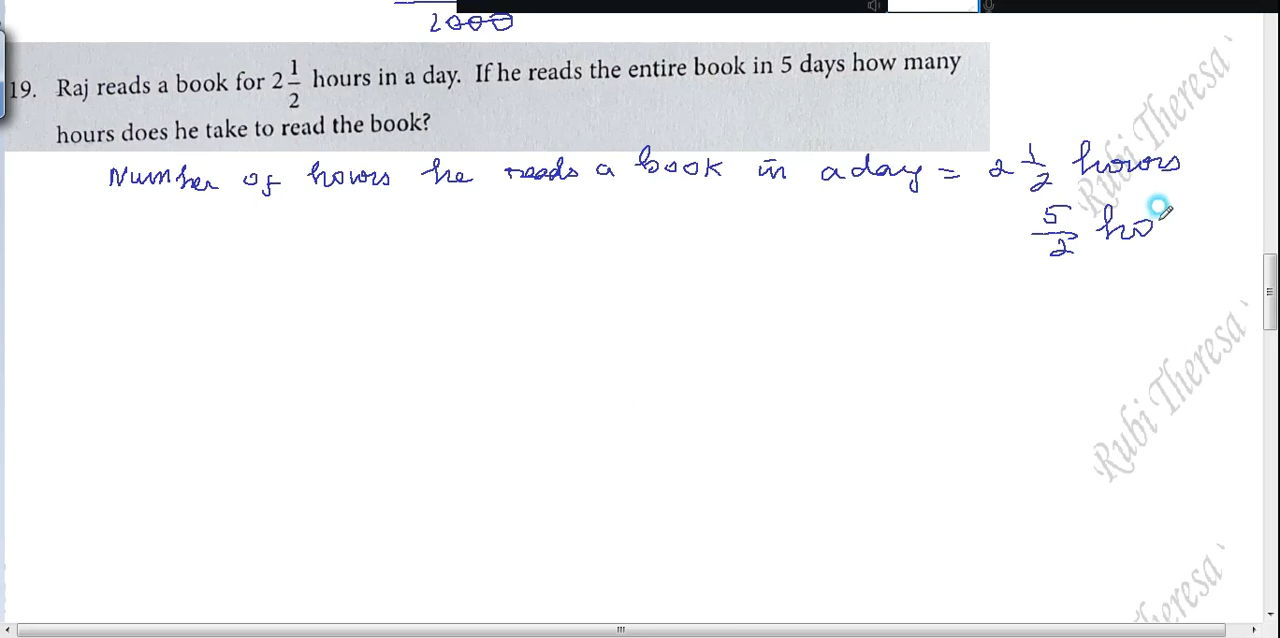 2000
19. Raj reads a book for 2 1/2 hours in a day. If he reads the entire book in 5 days how many
hours does he take to read the book?
Number of hours he reads a book in a day = 2 1/2 hours
5/2 ho
Rubi Theresa
Rubi Theresa
Theresa